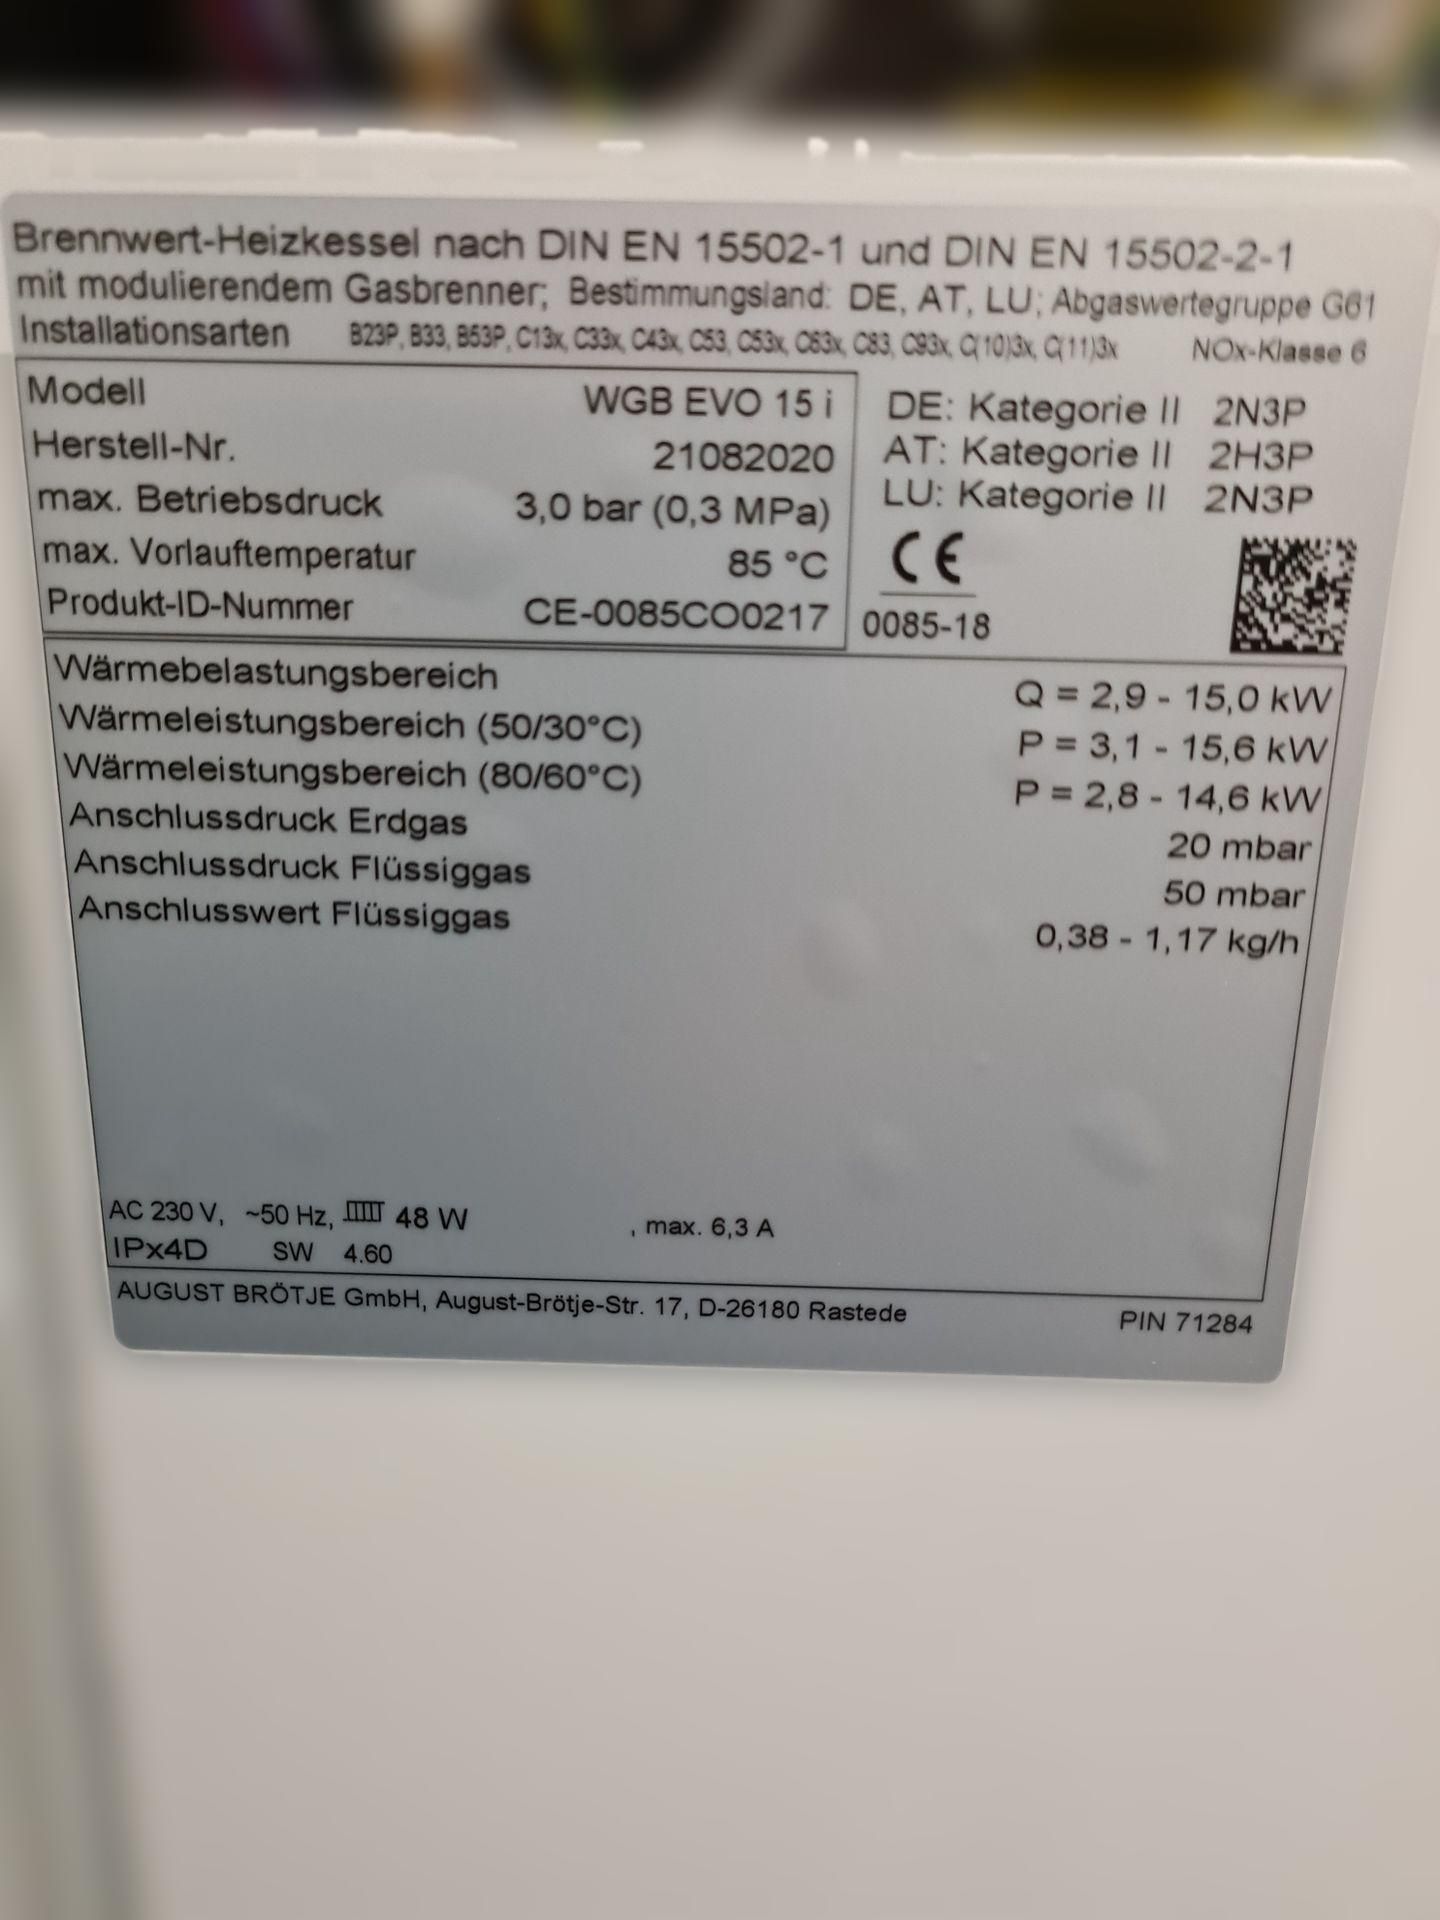 Brennwert-Heizkessel nach DIN EN 15502-1 und DIN EN 15502-2-1
mit modulierendem Gasbrenner; Bestimmungsland: DE, AT, LU; Abgaswertegruppe G61
Installationsarten B23P, B33, B53P, C13x, C33x, C43x, C53, C53x, C63x, C83, C93x, C(10)3x, C(11)3x NOx-Klasse 6
Modell WGB EVO 15 i
Herstell-Nr. 21082020
max. Betriebsdruck 3,0 bar (0,3 MPa)
max. Vorlauftemperatur 85 °C
Produkt-ID-Nummer CE-0085CO0217
DE: Kategorie II 2N3P
AT: Kategorie II 2H3P
LU: Kategorie II 2N3P
CE
0085-18
Wärmebelastungsbereich Q = 2,9 - 15,0 kW
Wärmeleistungsbereich (50/30°C) P = 3,1 - 15,6 kW
Wärmeleistungsbereich (80/60°C) P = 2,8 - 14,6 kW
Anschlussdruck Erdgas 20 mbar
Anschlussdruck Flüssiggas 50 mbar
Anschlusswert Flüssiggas 0,38 - 1,17 kg/h
AC 230 V, ~50 Hz, 48 W , max. 6,3 A
IPx4D SW 4.60
AUGUST BRÖTJE GmbH, August-Brötje-Str. 17, D-26180 Rastede PIN 71284